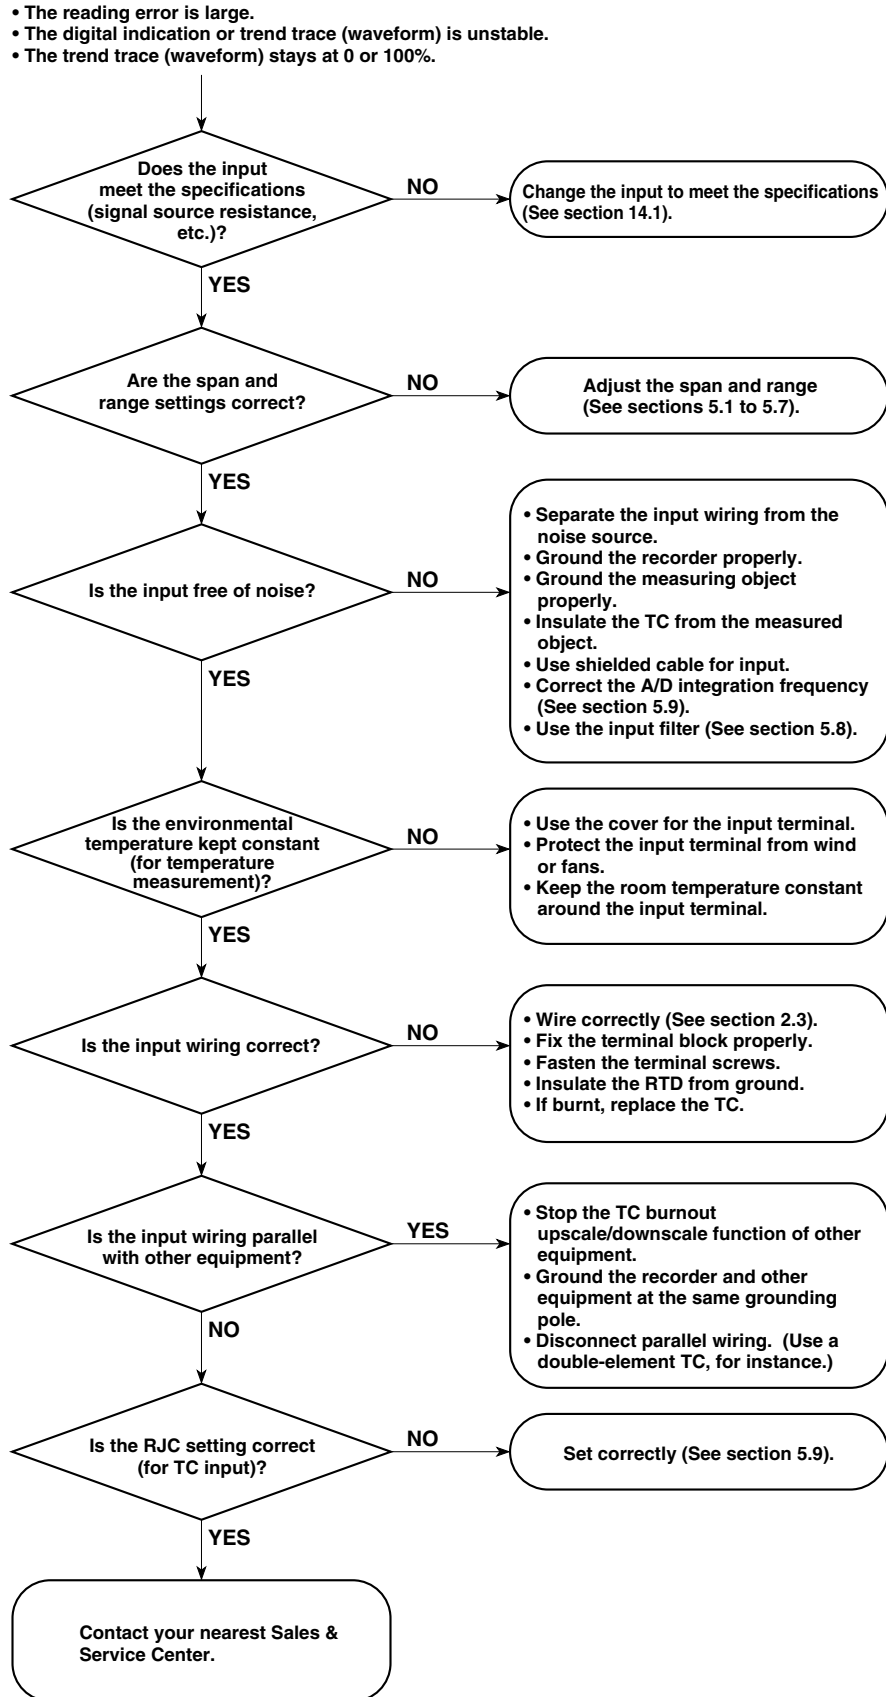 • The reading error is large.
• The digital indication or trend trace (waveform) is unstable.
• The trend trace (waveform) stays at 0 or 100%.
Does the input
meet the specifications
(signal source resistance,
etc.)?
NO
Change the input to meet the specifications
(See section 14.1).
YES
Are the span and
range settings correct?
NO
Adjust the span and range
(See sections 5.1 to 5.7).
YES
Is the input free of noise?
NO
• Separate the input wiring from the
noise source.
• Ground the recorder properly.
• Ground the measuring object
properly.
• Insulate the TC from the measured
object.
• Use shielded cable for input.
• Correct the A/D integration frequency
(See section 5.9).
• Use the input filter (See section 5.8).
YES
Is the environmental
temperature kept constant
(for temperature
measurement)?
NO
• Use the cover for the input terminal.
• Protect the input terminal from wind
or fans.
• Keep the room temperature constant
around the input terminal.
YES
Is the input wiring correct?
NO
• Wire correctly (See section 2.3).
• Fix the terminal block properly.
• Fasten the terminal screws.
• Insulate the RTD from ground.
• If burnt, replace the TC.
YES
Is the input wiring parallel
with other equipment?
YES
• Stop the TC burnout
upscale/downscale function of other
equipment.
• Ground the recorder and other
equipment at the same grounding
pole.
• Disconnect parallel wiring. (Use a
double-element TC, for instance.)
NO
Is the RJC setting correct
(for TC input)?
NO
Set correctly (See section 5.9).
YES
Contact your nearest Sales &
Service Center.